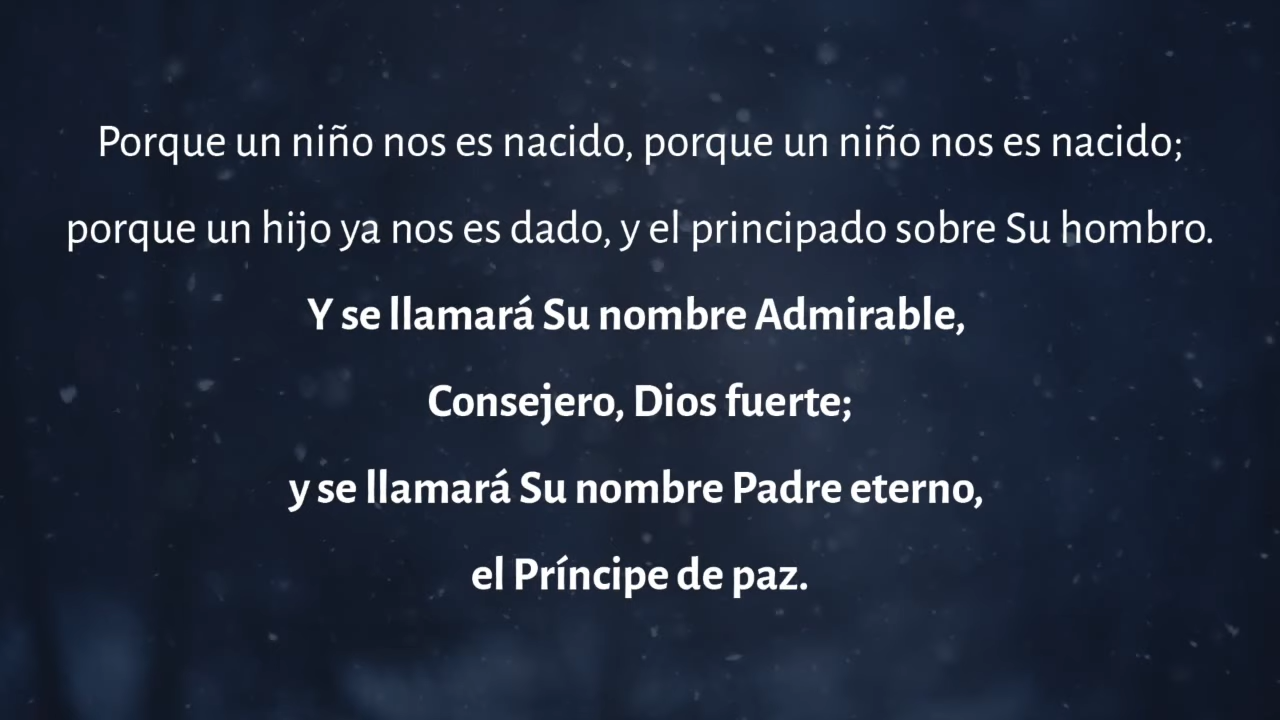 Porque un niño nos es nacido, porque un niño nos es nacido;
porque un hijo ya nos es dado, y el principado sobre Su hombro.
Y se llamará Su nombre Admirable,
Consejero, Dios fuerte;
y se llamará Su nombre Padre eterno,
el Príncipe de paz.